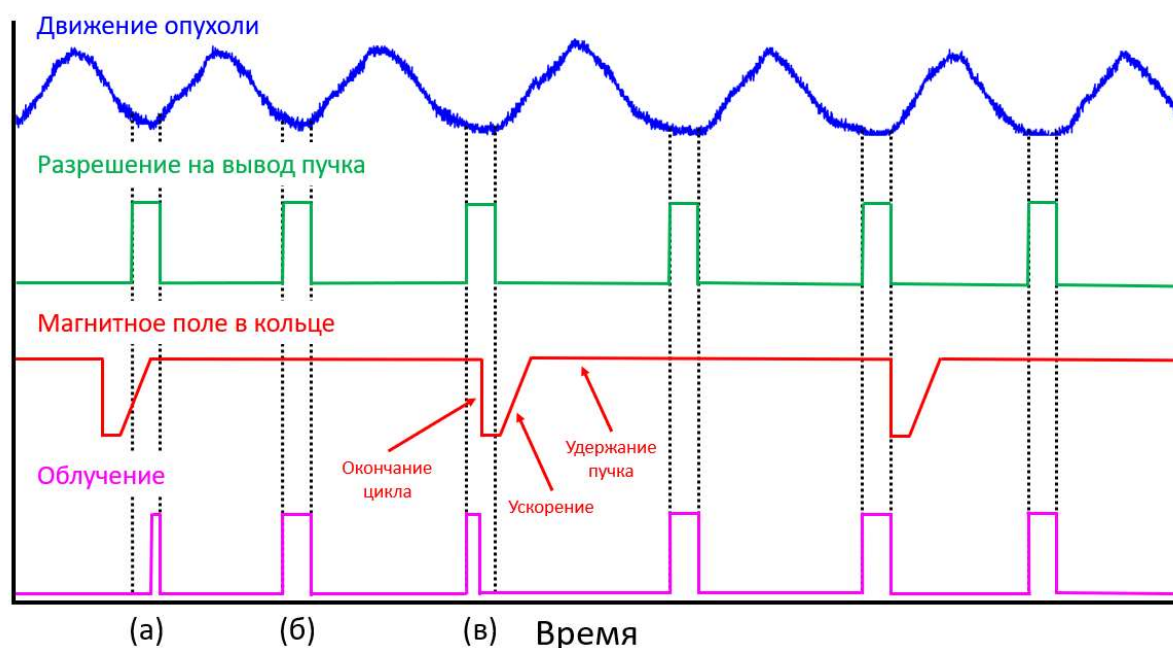 Движение опухоли
Разрешение на вывод пучка
Магнитное поле в кольце
Окончание
цикла
Ускорение
Удержание
пучка
Облучение
(а)
(б)
(в)
Время